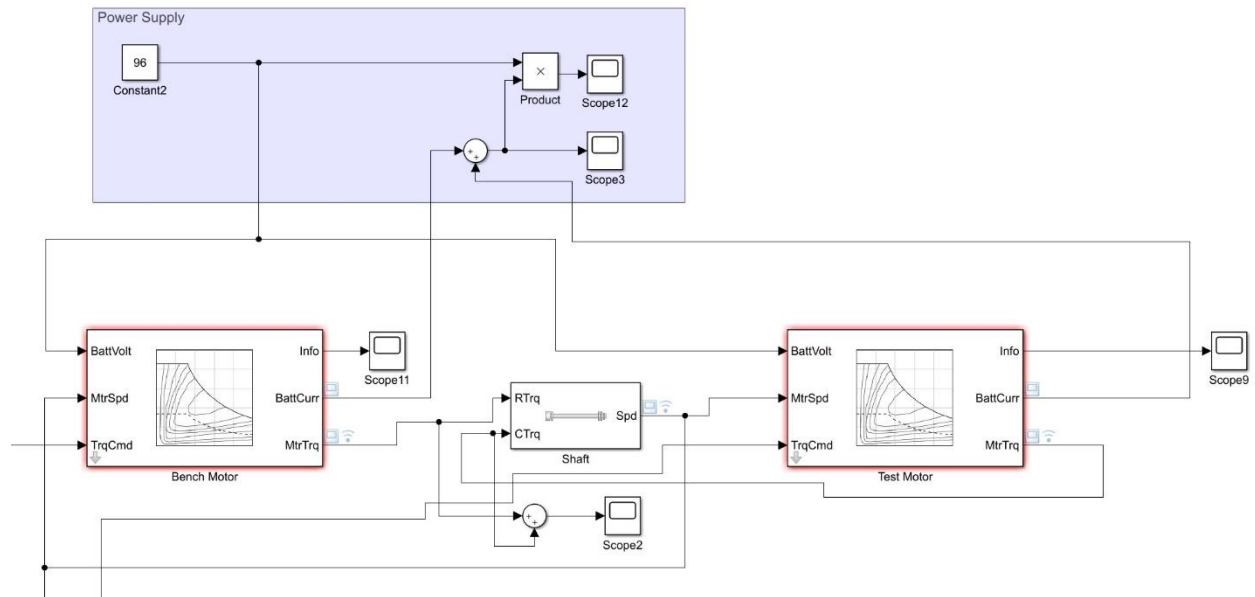 Power Supply
96
Constant2
×
Product
Scope12
+
+
Scope3
BattVolt
MtrSpd
TrqCmd
Info
BattCurr
MtrTrq
Bench Motor
Scope11
RTrq
CTrq
Spd
Shaft
+
+
Scope2
BattVolt
MtrSpd
TrqCmd
Info
BattCurr
MtrTrq
Test Motor
Scope9